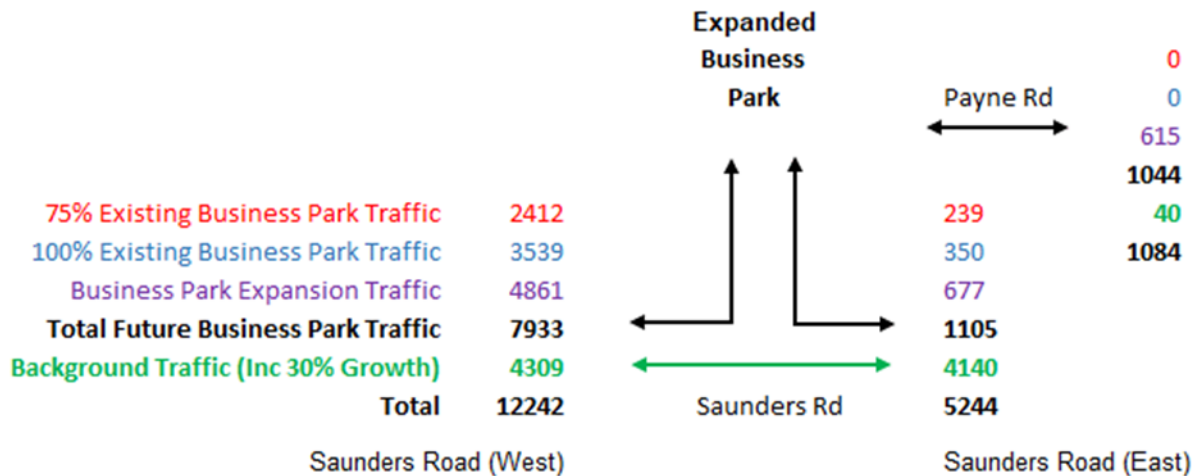 Expanded
Business
0
Park
Payne Rd
0
615
1044
75% Existing Business Park Traffic 2412 239 40
100% Existing Business Park Traffic 3539 350 1084
Business Park Expansion Traffic 4861 677
Total Future Business Park Traffic 7933 1105
Background Traffic (Inc 30% Growth) 4309 4140
Total 12242 Saunders Rd 5244
Saunders Road (West) Saunders Road (East)